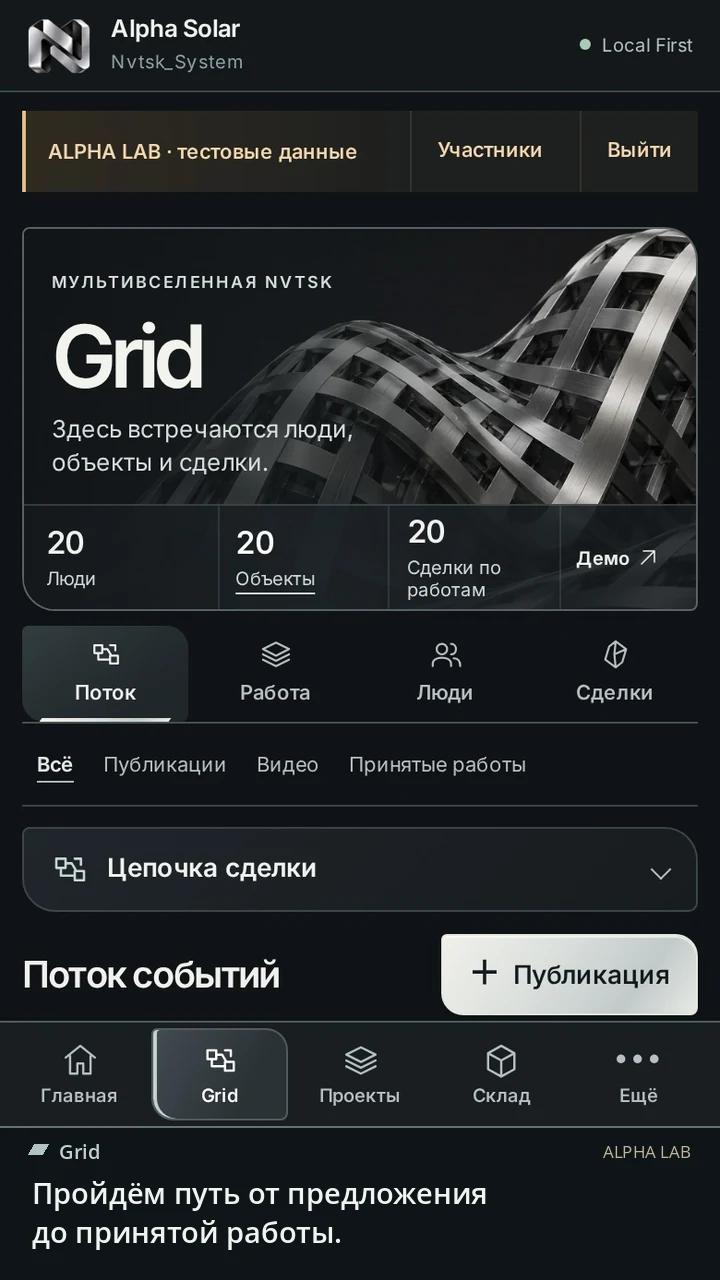 Alpha Solar
Nvtsk_System
Local First
ALPHA LAB · тестовые данные
Участники
Выйти
МУЛЬТИВСЕЛЕННАЯ NVTSK
Grid
Здесь встречаются люди,
объекты и сделки.
20
Люди
20
Объекты
20
Сделки по
работам
Демо
Поток
Работа
Люди
Сделки
Всё
Публикации
Видео
Принятые работы
Цепочка сделки
Поток событий
Публикация
Главная
Grid
Проекты
Склад
Ещё
Grid
ALPHA LAB
Пройдём путь от предложения
до принятой работы.